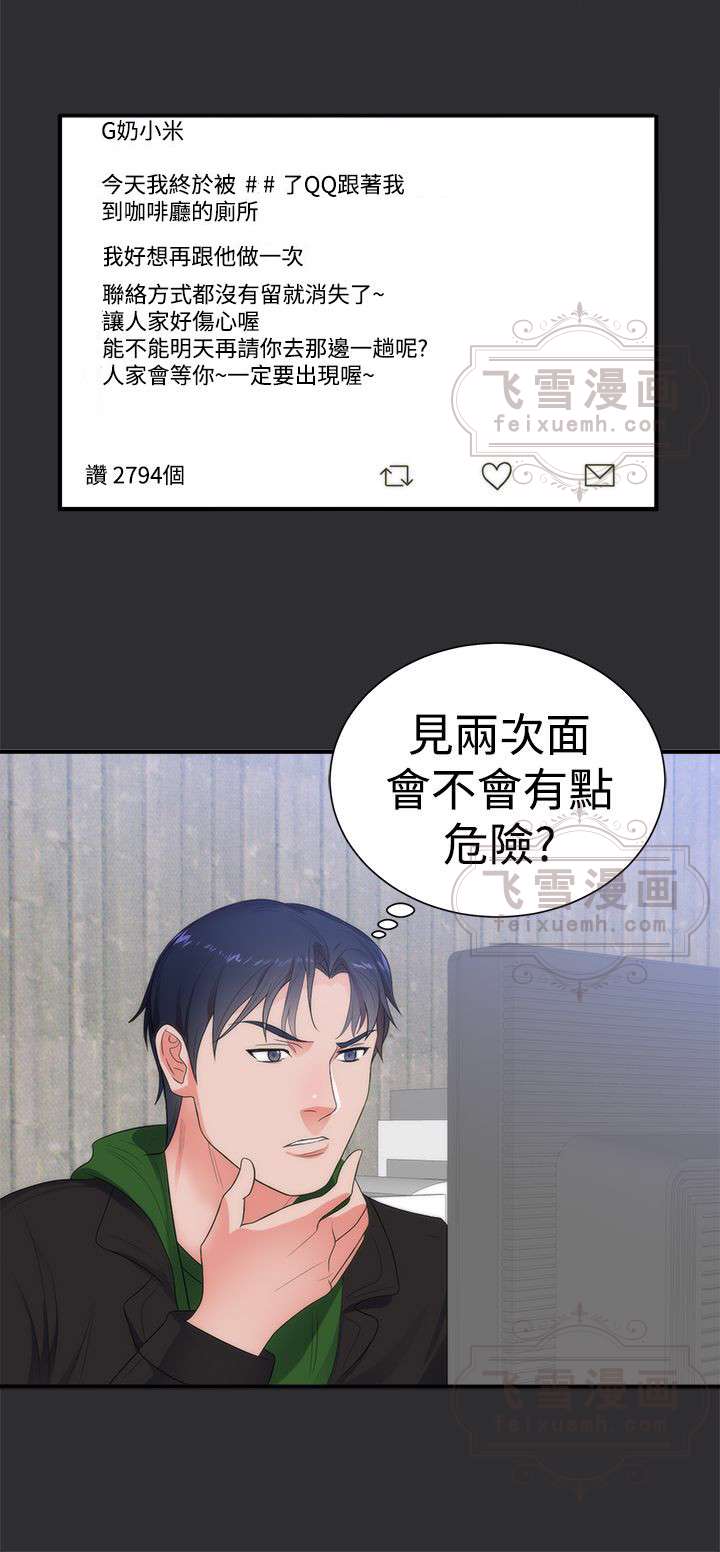 G奶小米
今天我終於被 ## 了QQ跟著我
到咖啡廳的廁所
我好想再跟他做一次
聯絡方式都沒有留就消失了~
讓人家好傷心喔
能不能明天再請你去那邊一趟呢?
人家會等你~一定要出現喔~
飞雪漫画
feixuemh.com
讚 2794個
見兩次面
會不會有點
危險?
飞雪漫画
feixuemh.com
飞雪漫画
feixuemh.com